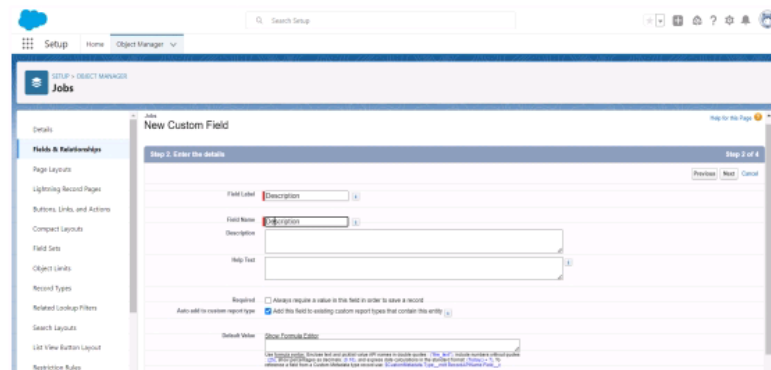 Search Setup
Setup Home Object Manager
SETUP > OBJECT MANAGER
Jobs
Details
Fields & Relationships
Page Layouts
Lightning Record Pages
Buttons, Links, and Actions
Compact Layouts
Field Sets
Object Limits
Record Types
Related Lookup Filters
Search Layouts
List View Button Layout
Restriction Rules
Jobs
New Custom Field
Help for this Page
Step 2. Enter the details Step 2 of 4
Previous Next Cancel
Field Label Description
Field Name Description
Description
Help Text
Required Always require a value in this field in order to save a record
Auto add to custom report type Add this field to existing custom report types that contain this entity
Default Value Show Formula Editor